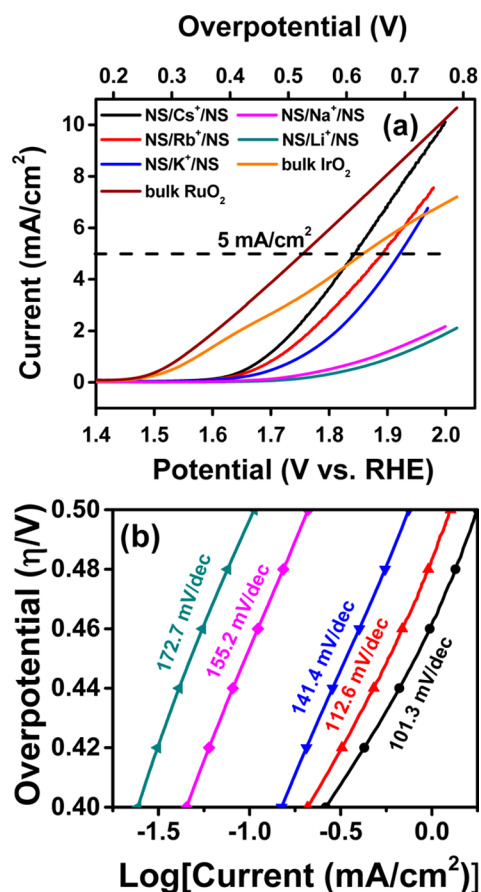 Overpotential (V)
0.2 0.3 0.4 0.5 0.6 0.7 0.8
NS/Cs⁺/NS NS/Na⁺/NS (a)
NS/Rb⁺/NS NS/Li⁺/NS
NS/K⁺/NS bulk IrO₂
bulk RuO₂
5 mA/cm²
10
8
6
4
2
0
Current (mA/cm²)
1.4 1.5 1.6 1.7 1.8 1.9 2.0
Potential (V vs. RHE)
(b)
0.50
0.48
0.46
0.44
0.42
0.40
Overpotential (η/V)
172.7 mV/dec
155.2 mV/dec
141.4 mV/dec
112.6 mV/dec
101.3 mV/dec
-1.5 -1.0 -0.5 0.0
Log[Current (mA/cm²)]